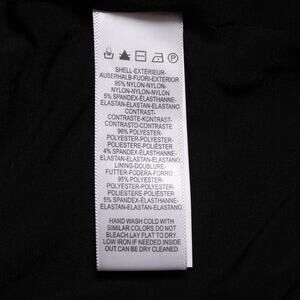 SHELL-EXTÉRIEUR-
AUSSERHALB-FUORI-EXTERIOR
95% NYLON-NYLON-
NYLON-NYLON-NYLON
5% SPANDEX-ÉLASTHANNE-
ELASTAN-ELASTAN-ELASTANO
CONTRAST-
CONTRASTE-KONTRAST-
CONTRASTO-CONTRASTE
96% POLYESTER-
POLYESTER-POLYESTER-
POLIESTERE-POLIÉSTER
4% SPANDEX-ÉLASTHANNE-
ELASTAN-ELASTAN-ELASTANO
LINING-DOUBLURE-
FUTTER-FODERA-FORRO
95% POLYESTER-
POLYESTER-POLYESTER-
POLIESTERE-POLIÉSTER
5% SPANDEX-ÉLASTHANNE-
ELASTAN-ELASTAN-ELASTANO
HAND WASH COLD WITH
SIMILAR COLORS.DO NOT
BLEACH.LAY FLAT TO DRY.
LOW IRON IF NEEDED.INSIDE
OUT.CAN BE DRY CLEAN.